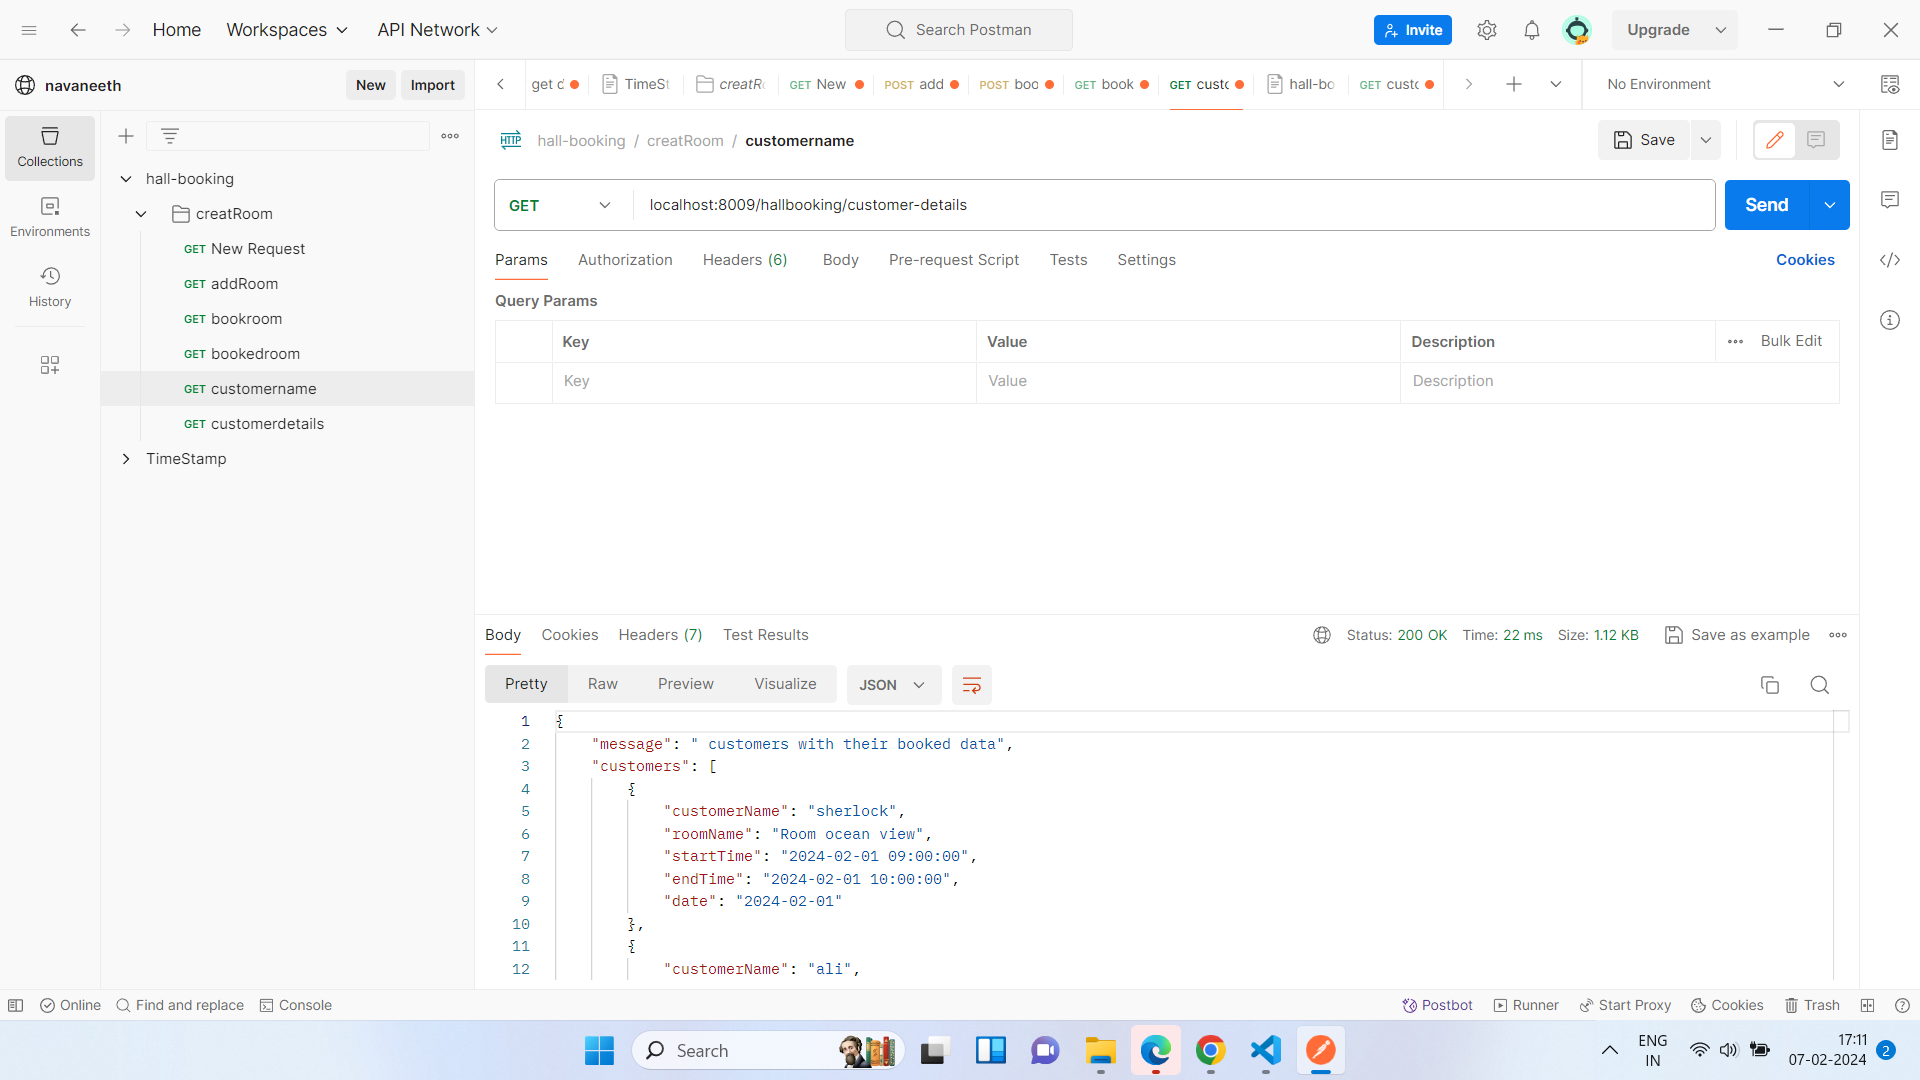 Home Workspaces API Network Search Postman Invite Upgrade
navaneeth New Import
get d TimeSt creatRo GET New POST add POST boo GET book GET custo hall-bo GET custo No Environment
HTTP hall-booking / creatRoom / customername Save
Collections
Environments
History
hall-booking
creatRoom
GET New Request
GET addRoom
GET bookroom
GET bookedroom
GET customername
GET customerdetails
TimeStamp
GET localhost:8009/hallbooking/customer-details Send
Params Authorization Headers (6) Body Pre-request Script Tests Settings Cookies
Query Params
Key Value Description Bulk Edit
Key Value Description
Body Cookies Headers (7) Test Results Status: 200 OK Time: 22 ms Size: 1.12 KB Save as example
Pretty Raw Preview Visualize JSON
1 {
2 "message": " customers with their booked data",
3 "customers": [
4 {
5 "customerName": "sherlock",
6 "roomName": "Room ocean view",
7 "startTime": "2024-02-01 09:00:00",
8 "endTime": "2024-02-01 10:00:00",
9 "date": "2024-02-01"
10 },
11 {
12 "customerName": "ali",
Online Find and replace Console Postbot Runner Start Proxy Cookies Trash
Search
ENG
IN
17:11
07-02-2024
2